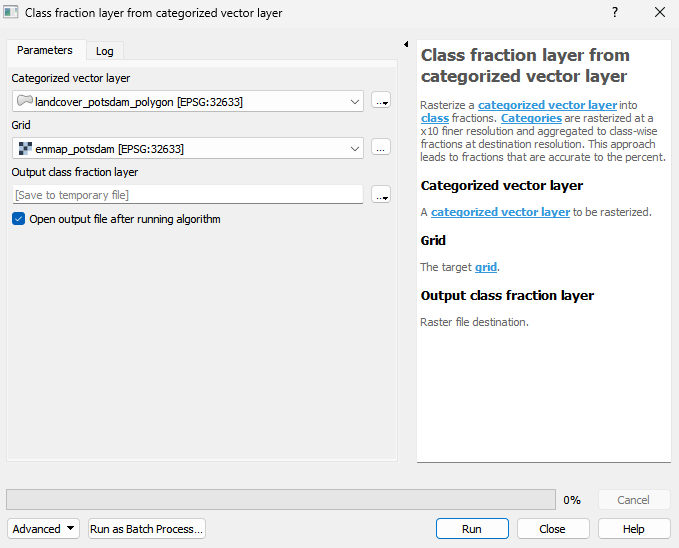 Class fraction layer from categorized vector layer
?
Parameters
Log
Categorized vector layer
landcover_potsdam_polygon [EPSG:32633]
...
Grid
enmap_potsdam [EPSG:32633]
...
Output class fraction layer
[Save to temporary file]
...
Open output file after running algorithm
Class fraction layer from
categorized vector layer
Rasterize a categorized vector layer into
class fractions. Categories are rasterized at a
x10 finer resolution and aggregated to class-wise
fractions at destination resolution. This approach
leads to fractions that are accurate to the percent.
Categorized vector layer
A categorized vector layer to be rasterized.
Grid
The target grid.
Output class fraction layer
Raster file destination.
0%
Cancel
Advanced
Run as Batch Process...
Run
Close
Help